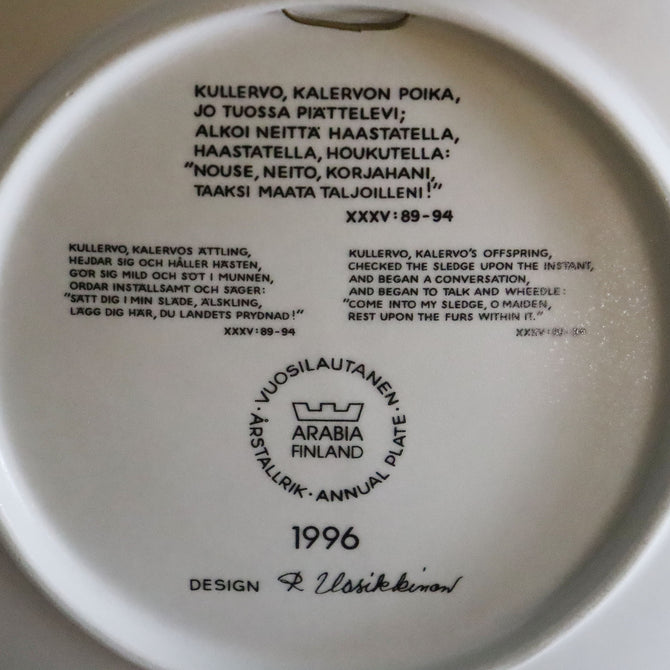 KULLERVO, KALERVON POIKA,
JO TUOSSA PIÄTTELEVI;
ALKOI NEITTÄ HAASTATELLA,
HAASTATELLA, HOUKUTELLA:
"NOUSE, NEITO, KORJAHANI,
TAAKSI MAATA TALJOILLENI!"
XXXV:89-94
KULLERVO, KALERVOS ÄTTLING,
HEJDAR SIG OCH HÅLLER HÄSTEN,
GÖR SIG MILD OCH SÖT I MUNNEN,
ORDAR INSTÄLLSAMT OCH SÄGER:
"SÄTT DIG I MIN SLÄDE, ÄLSKLING,
LÄGG DIG HÄR, DU LANDETS PRYDNAD!"
XXXV:89-94
KULLERVO, KALERVO'S OFFSPRING,
CHECKED THE SLEDGE UPON THE INSTANT,
AND BEGAN A CONVERSATION,
AND BEGAN TO TALK AND WHEEDLE:
"COME INTO MY SLEDGE, O MAIDEN,
REST UPON THE FURS WITHIN IT."
XXXV:89-94
VUOSILAUTANEN · ANNUAL PLATE · ÅRSTALLRIK ·
ARABIA
FINLAND
1996
DESIGN R Uosikkinen